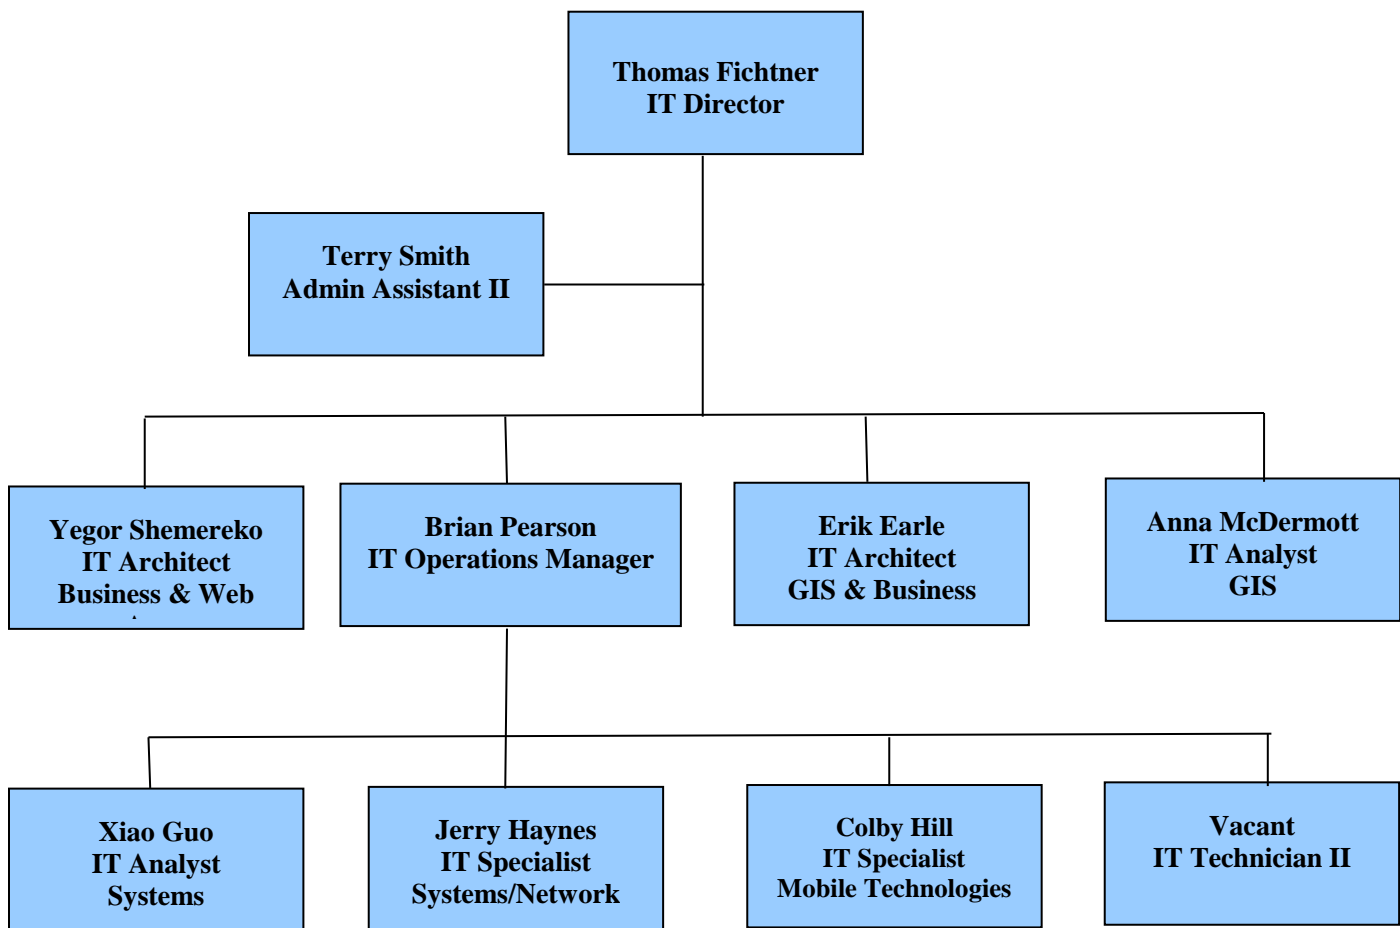 Thomas Fichtner
IT Director
Terry Smith
Admin Assistant II
Yegor Shemereko
IT Architect
Business & Web
Brian Pearson
IT Operations Manager
Erik Earle
IT Architect
GIS & Business
Anna McDermott
IT Analyst
GIS
Xiao Guo
IT Analyst
Systems
Jerry Haynes
IT Specialist
Systems/Network
Colby Hill
IT Specialist
Mobile Technologies
Vacant
IT Technician II